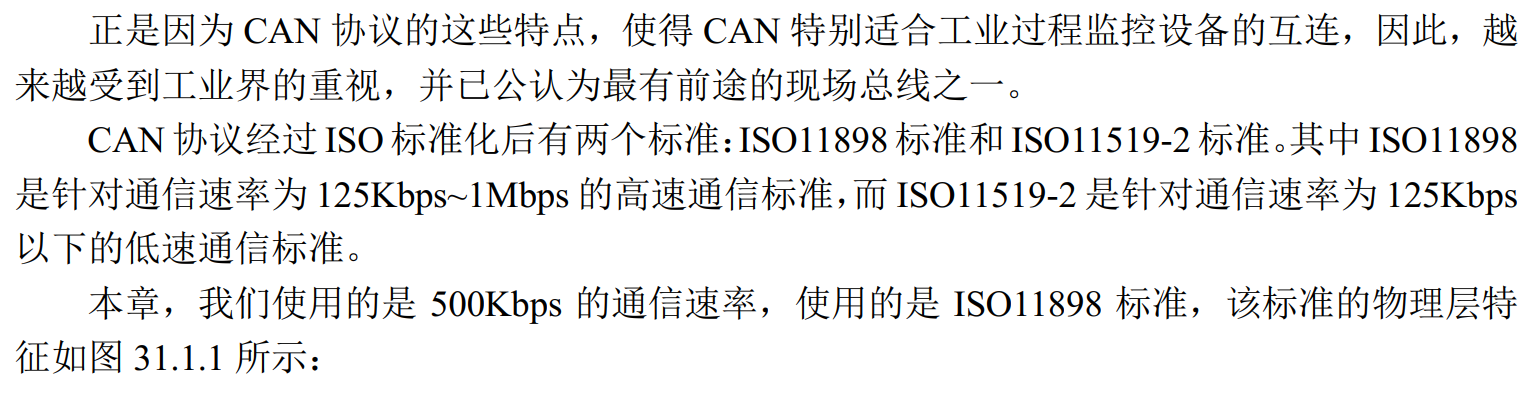 正是因为 CAN 协议的这些特点，使得 CAN 特别适合工业过程监控设备的互连，因此，越
来越受到工业界的重视，并已公认为最有前途的现场总线之一。
CAN 协议经过 ISO 标准化后有两个标准：ISO11898 标准和 ISO11519-2 标准。其中 ISO11898
是针对通信速率为 125Kbps~1Mbps 的高速通信标准，而 ISO11519-2 是针对通信速率为 125Kbps
以下的低速通信标准。
本章，我们使用的是 500Kbps 的通信速率，使用的是 ISO11898 标准，该标准的物理层特
征如图 31.1.1 所示：